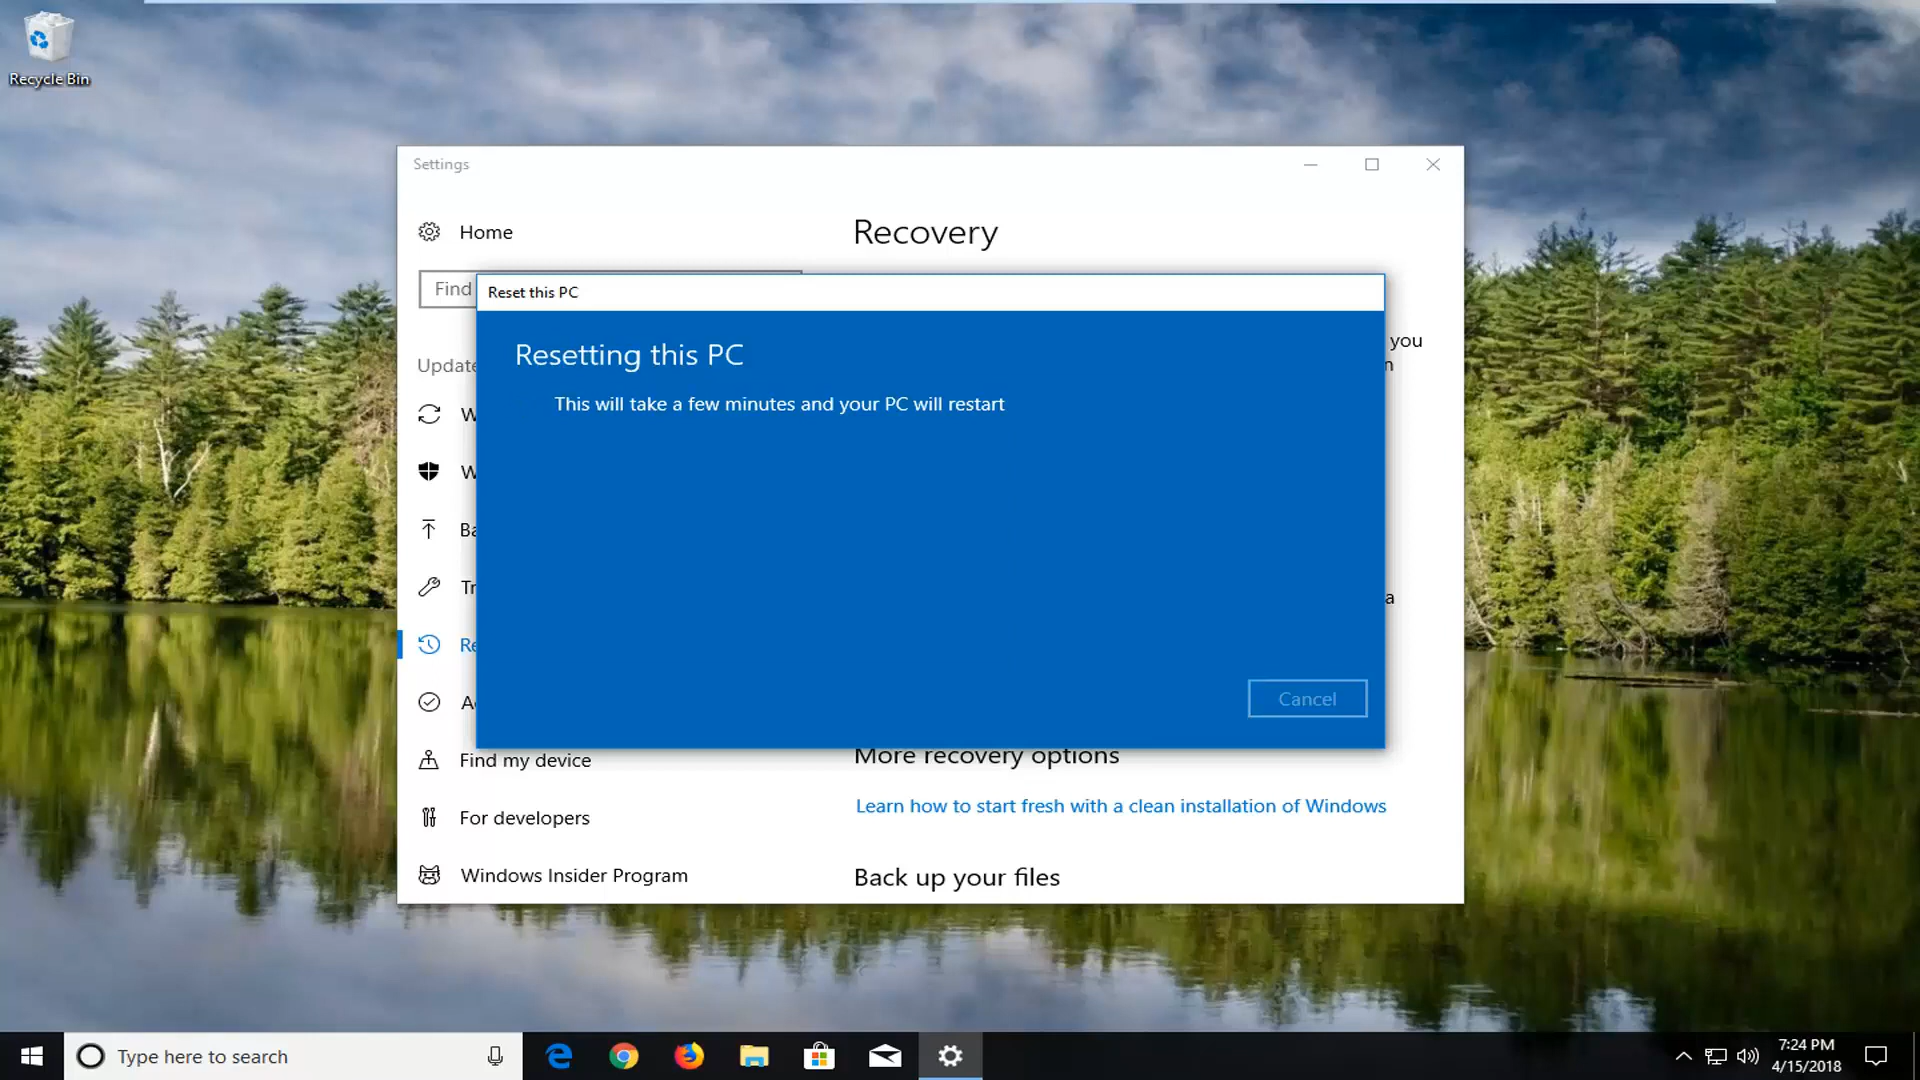 Recycle Bin
Settings
Home
Recovery
Find
Reset this PC
Resetting this PC
This will take a few minutes and your PC will restart
Cancel
you
n
Update
W
W
Ba
Tr
a
Re
A
Find my device
More recovery options
Learn how to start fresh with a clean installation of Windows
For developers
Windows Insider Program
Back up your files
Type here to search
7:24 PM
4/15/2018